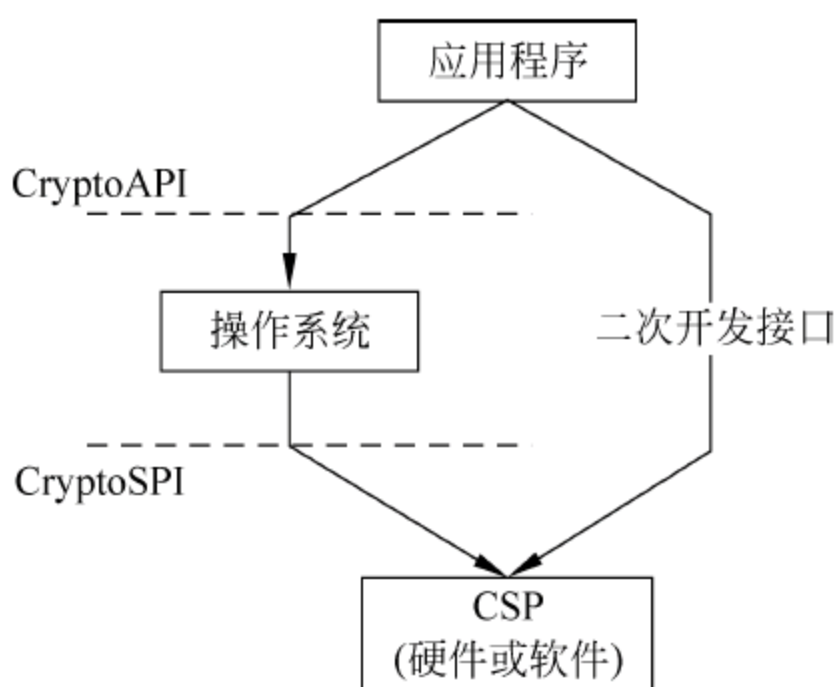 应用程序
CryptoAPI
操作系统
二次开发接口
CryptoSPI
CSP
(硬件或软件)